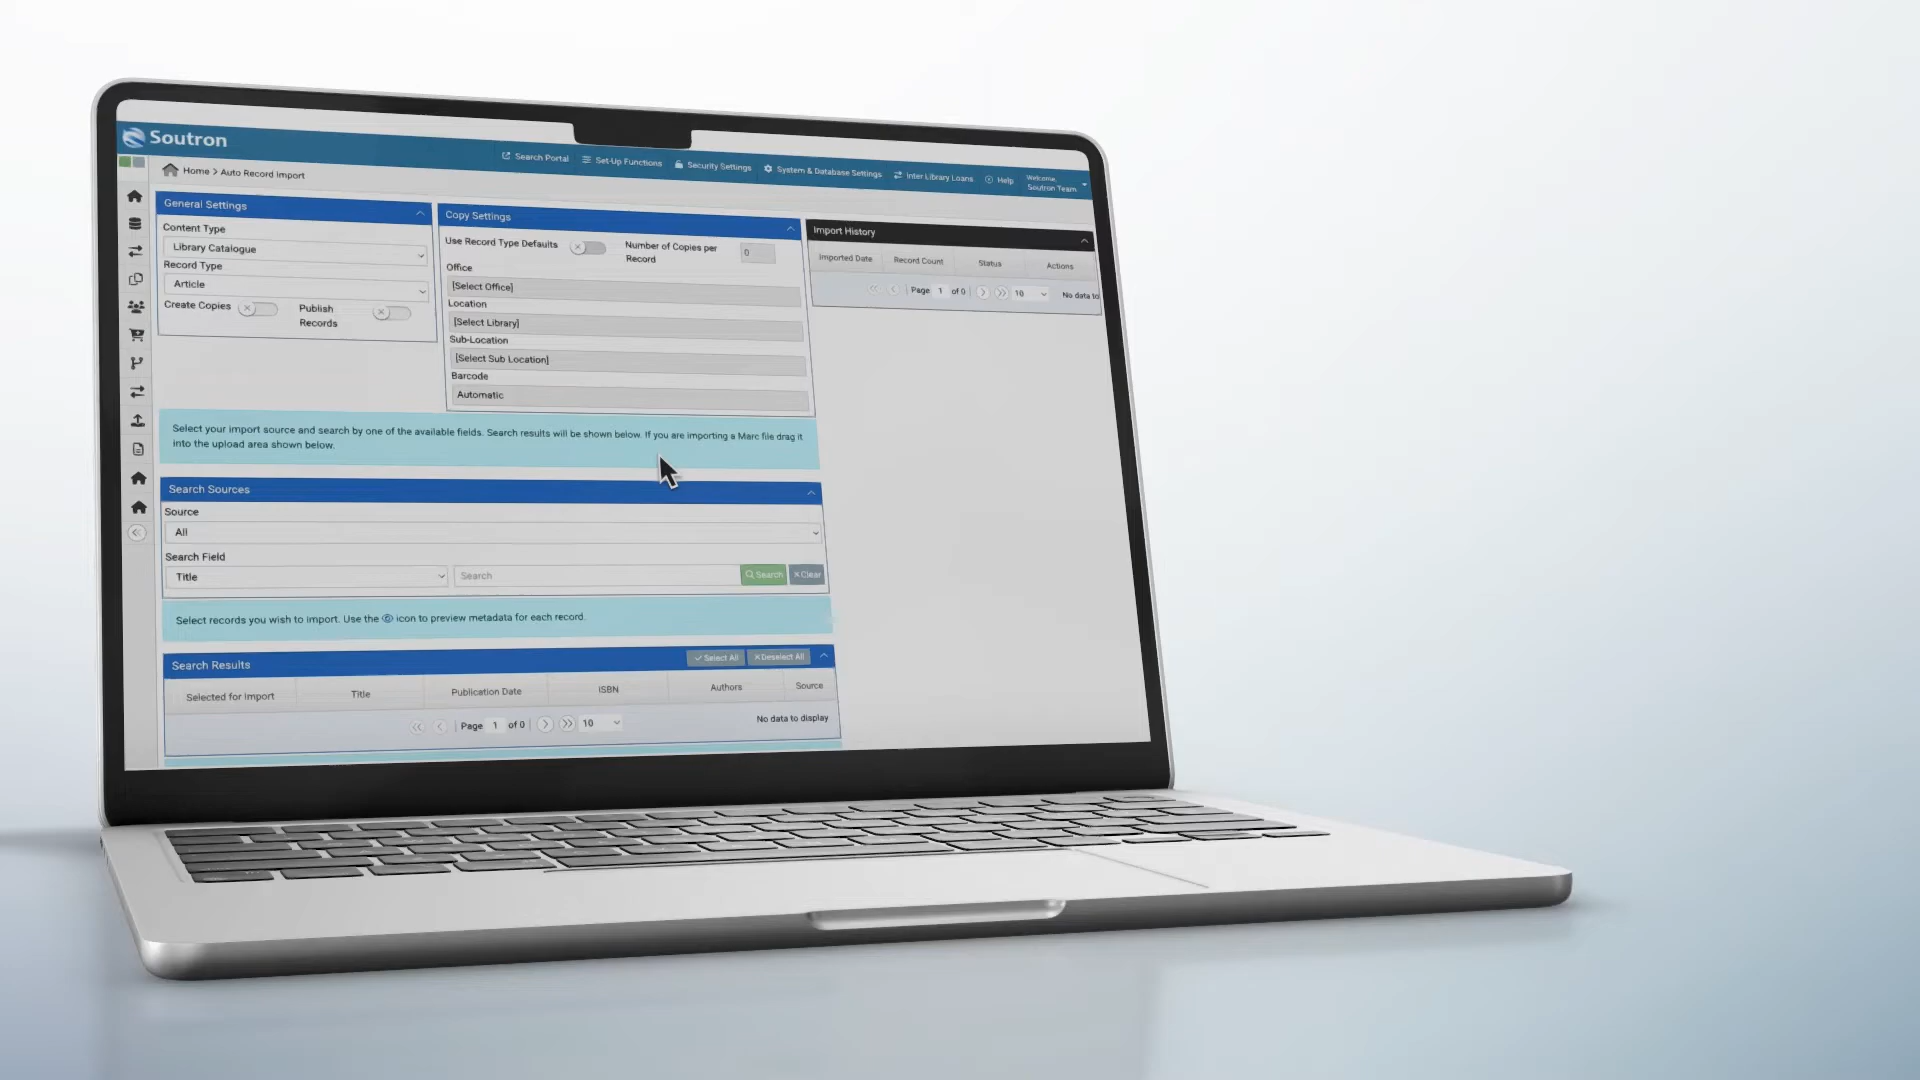 Soutron
Search Portal
Set-Up Functions
Security Settings
System & Database Settings
Inter Library Loans
Help
Welcome,
Soutron Team
Home > Auto Record Import
General Settings
Content Type
Library Catalogue
Record Type
Article
Create Copies
Publish
Records
Copy Settings
Use Record Type Defaults
Number of Copies per
Record
0
Office
[Select Office]
Location
[Select Library]
Sub-Location
[Select Sub Location]
Barcode
Automatic
Import History
Imported Date
Record Count
Status
Actions
Page 1 of 0
10
No data to
Select your import source and search by one of the available fields. Search results will be shown below. If you are importing a Marc file drag it
into the upload area shown below.
Search Sources
Source
All
Search Field
Title
Search
Search
Clear
Select records you wish to import. Use the icon to preview metadata for each record.
Search Results
Select All
Deselect All
Selected for Import
Title
Publication Date
ISBN
Authors
Source
Page 1 of 0
10
No data to display